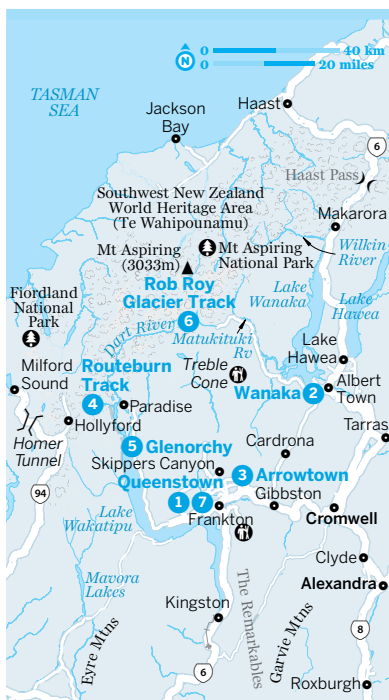 0 40 km
N
0 20 miles
TASMAN
SEA
Jackson
Bay
Haast
6
Haast Pass
Southwest New Zealand
World Heritage Area
(Te Wahipounamu)
Makarora
Mt Aspiring
(3033m)
Mt Aspiring
National Park
Wilkin
River
Rob Roy
Glacier Track
6
Lake
Wanaka
Lake
Hawea
Fiordland
National
Park
Dart River
Matukituki
Rv
Milford
Sound
Routeburn
Track
4
Treble
Cone
Lake
Hawea
Wanaka 2
Albert
Town
Paradise
Hollyford
Homer
Tunnel
Tarras
5 Glenorchy
Cardrona
Skippers Canyon
3 Arrowtown
Queenstown
1 7
Gibbston
94
Frankton
Cromwell
Lake
Wakatipu
Clyde
Mavora
Lakes
Alexandra
Kingston
The Remarkables
Garvie Mtns
Eyre Mtns
8
6
Roxburgh